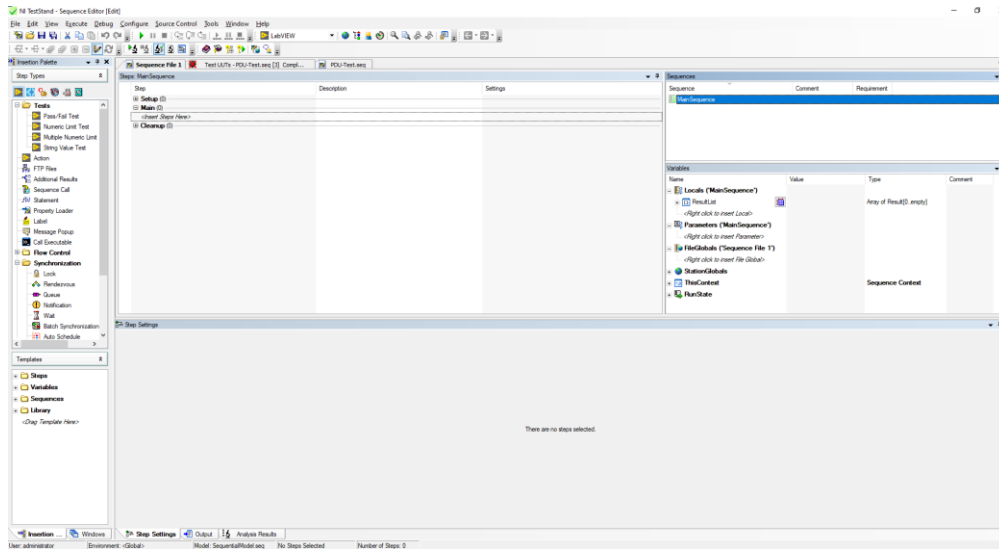 NI TestStand - Sequence Editor [Edit]
File Edit View Execute Debug Configure Source Control Tools Window Help
LabVIEW
Insertion Palette
Step Types
Tests
Pass/Fail Test
Numeric Limit Test
Multiple Numeric Limit
String Value Test
Action
FTP Files
Additional Results
Sequence Call
Statement
Property Loader
Label
Message Popup
Call Executable
Flow Control
Synchronization
Lock
Rendezvous
Queue
Notification
Wait
Batch Synchronization
Auto Schedule
Templates
Steps
Variables
Sequences
Library
<Drag Template Here>
Insertion ... Windows
Sequence File 1 Test UUTs - PDU-Test.seq [3] Compl... PDU-Test.seq
Steps: MainSequence
Step Description Settings
Setup (0)
Main (0)
<Insert Steps Here>
Cleanup (0)
Sequences
Sequence Comment Requirement
MainSequence
Variables
Name Value Type Comment
Locals ('MainSequence')
ResultList Array of Result[0..empty]
<Right click to insert Local>
Parameters ('MainSequence')
<Right click to insert Parameter>
FileGlobals ('Sequence File 1')
<Right click to insert File Global>
StationGlobals
ThisContext Sequence Context
RunState
Step Settings
There are no steps selected.
Step Settings Output Analysis Results
User: administrator Environment: <Global> Model: SequentialModel.seq No Steps Selected Number of Steps: 0